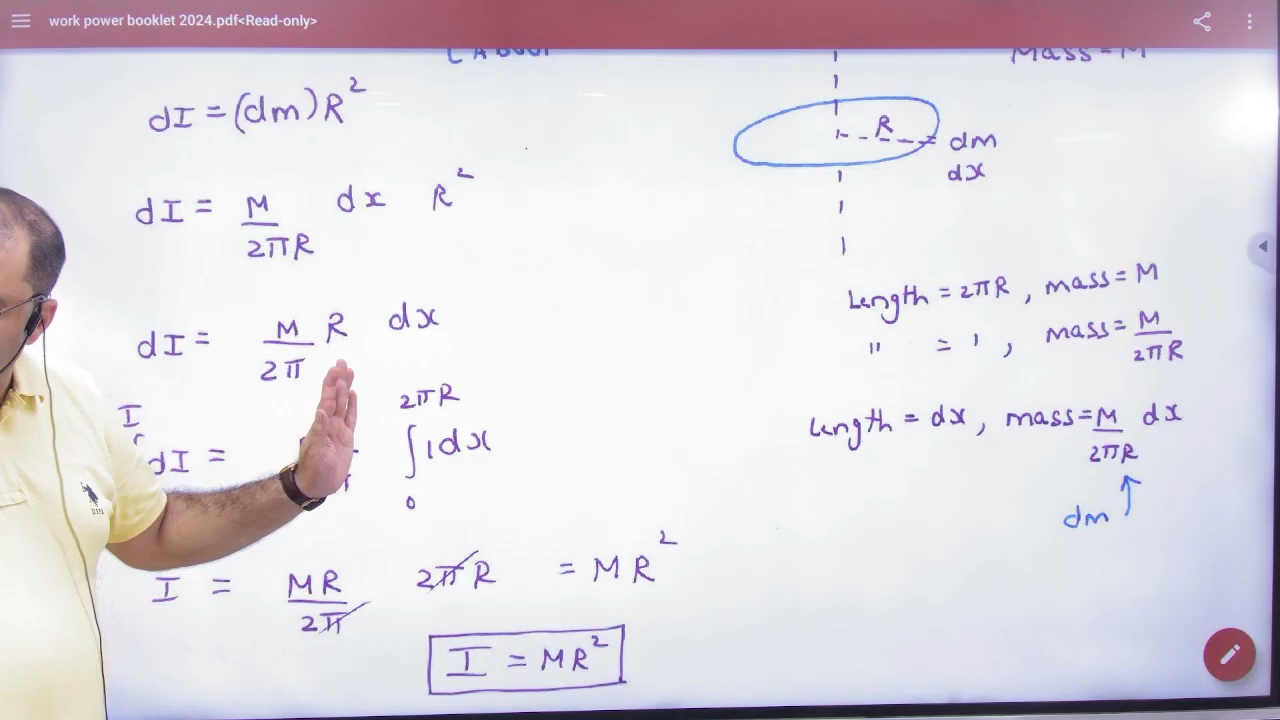 work power booklet 2024.pdf<Read-only>
Mass = M
dI = (dm) R²
R
dm
dx
dI = M/2πR dx R²
Length = 2πR , mass = M
dI = M/2π R dx
" = 1 , mass = M/2πR
Length = dx, mass = M/2πR dx
dm
I
dI =
2πR
∫ 1 dx
0
I = MR/2π 2πR = MR²
I = MR²